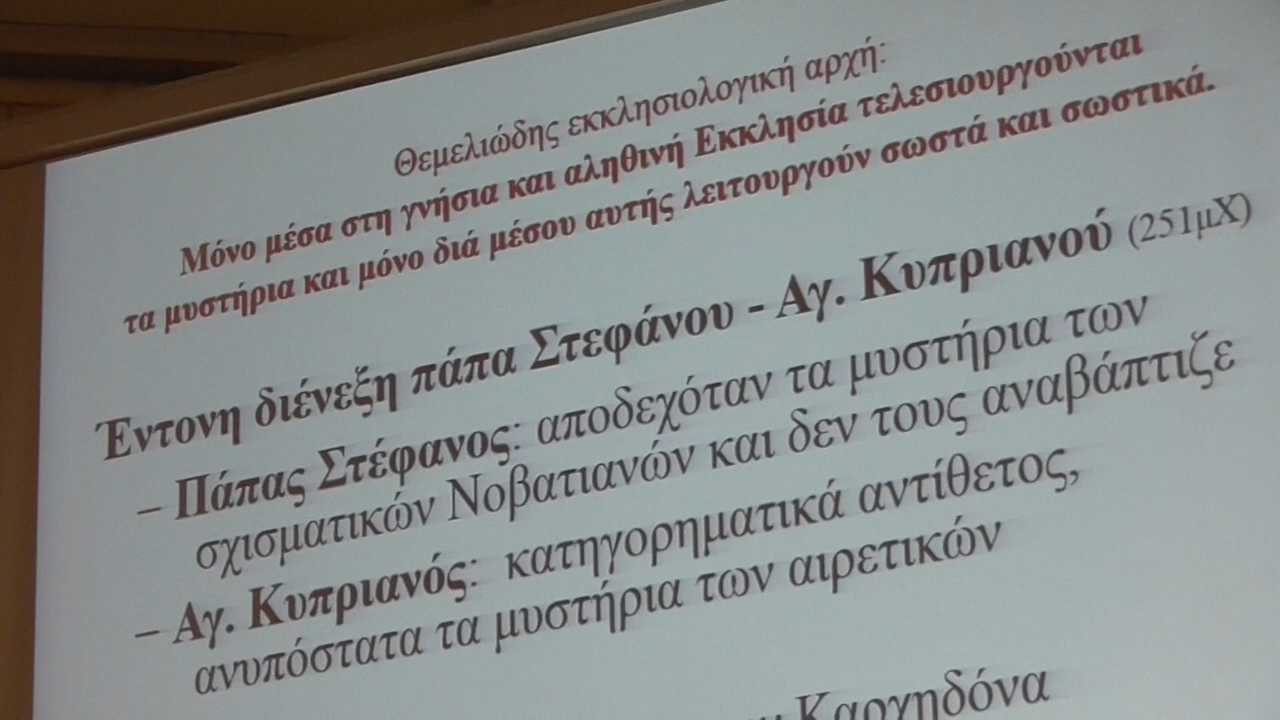 Θεμελιώδης εκκλησιολογική αρχή:
Μόνο μέσα στη γνήσια και αληθινή Εκκλησία τελεσιουργούνται
τα μυστήρια και μόνο διά μέσου αυτής λειτουργούν σωστά και σωστικά.
Έντονη διένεξη πάπα Στεφάνου - Αγ. Κυπριανού (251μΧ)
– Πάπας Στέφανος: αποδεχόταν τα μυστήρια των
σχισματικών Νοβατιανών και δεν τους αναβάπτιζε
– Αγ. Κυπριανός: κατηγορηματικά αντίθετος,
ανυπόστατα τα μυστήρια των αιρετικών
Καρχηδόνα